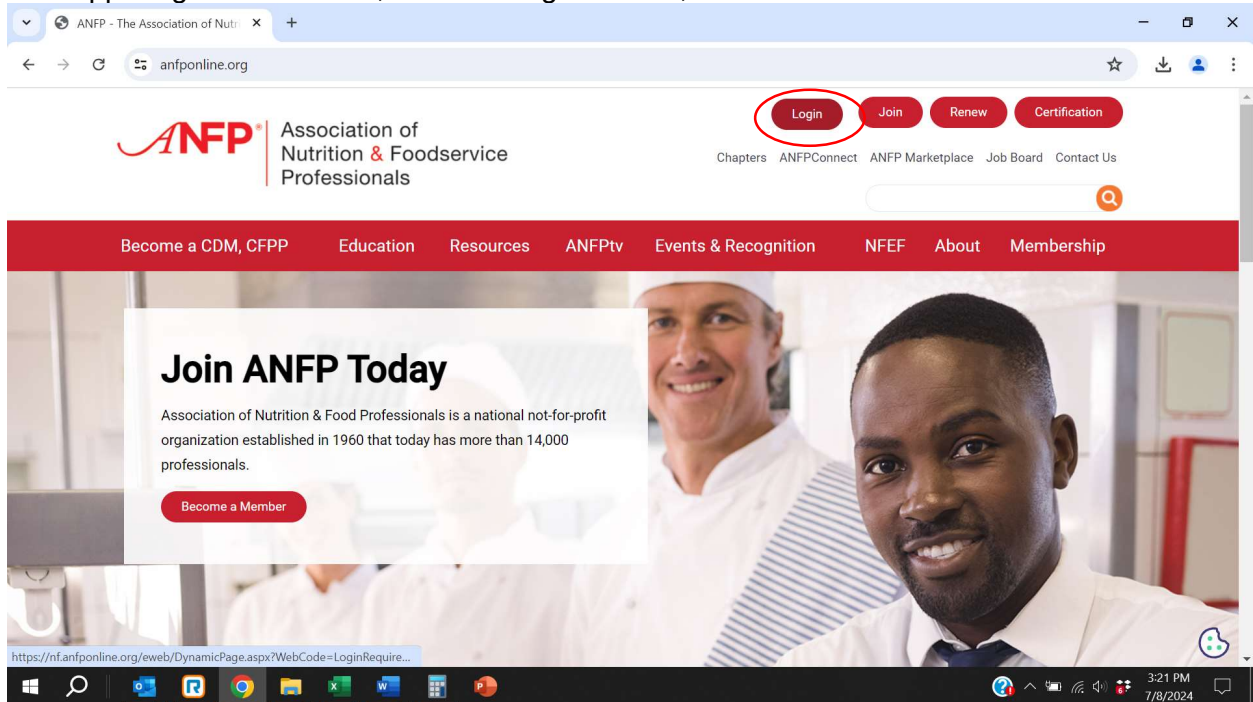 ANFP - The Association of Nutri
anfponline.org
Login Join Renew Certification
ANFP® Association of
Nutrition & Foodservice
Professionals
Chapters ANFPConnect ANFP Marketplace Job Board Contact Us
Become a CDM, CFPP Education Resources ANFPtv Events & Recognition NFEF About Membership
Join ANFP Today
Association of Nutrition & Food Professionals is a national not-for-profit
organization established in 1960 that today has more than 14,000
professionals.
Become a Member
https://nf.anfponline.org/eweb/DynamicPage.aspx?WebCode=LoginRequire...
3:21 PM
7/8/2024